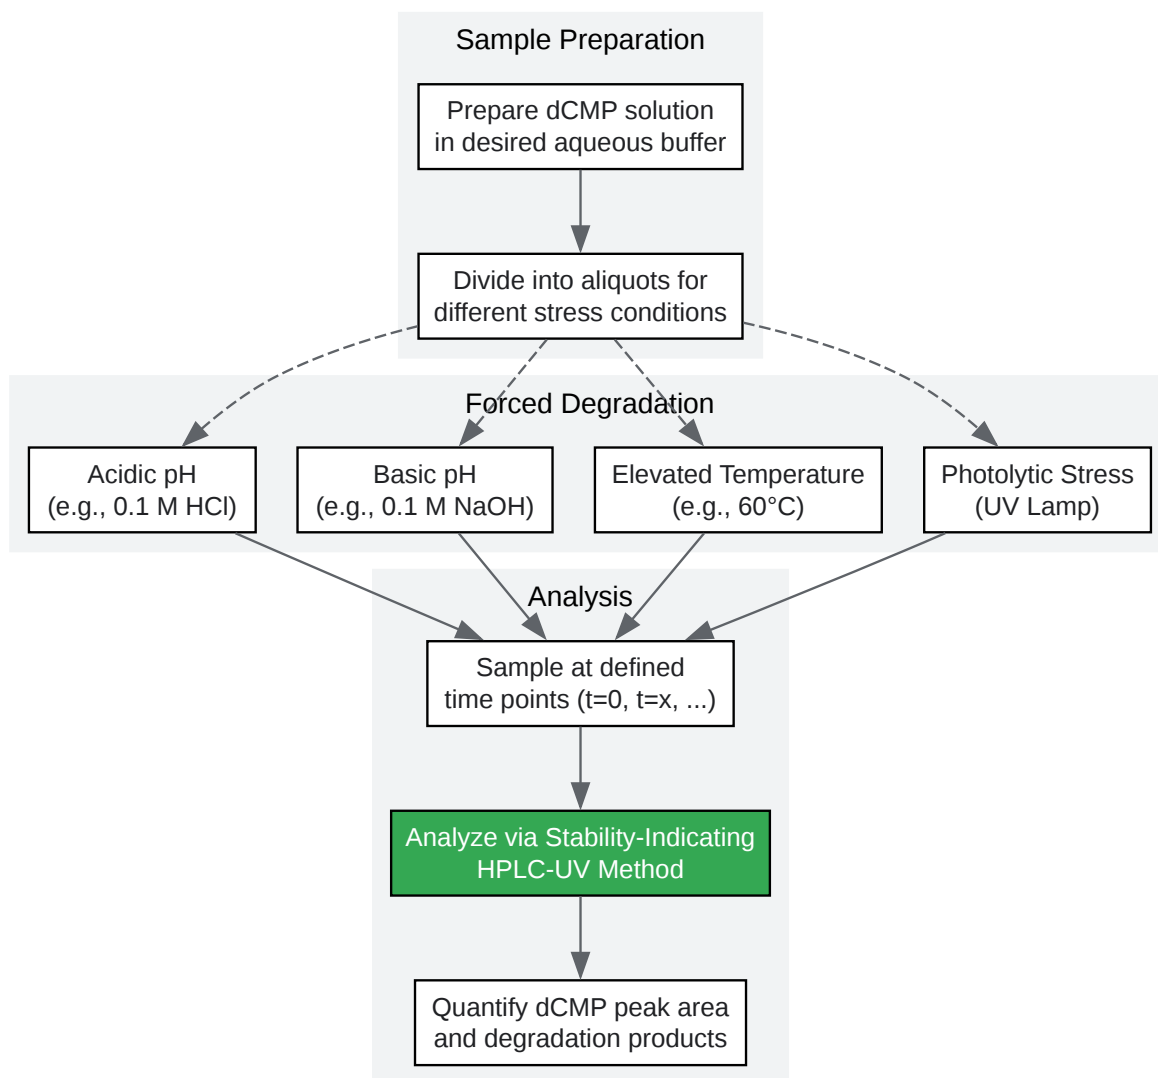 Sample Preparation
Prepare dCMP solution
in desired aqueous buffer
Divide into aliquots for
different stress conditions
Forced Degradation
Acidic pH
(e.g., 0.1 M HCl)
Basic pH
(e.g., 0.1 M NaOH)
Elevated Temperature
(e.g., 60°C)
Photolytic Stress
(UV Lamp)
Analysis
Sample at defined
time points (t=0, t=x, ...)
Analyze via Stability-Indicating
HPLC-UV Method
Quantify dCMP peak area
and degradation products